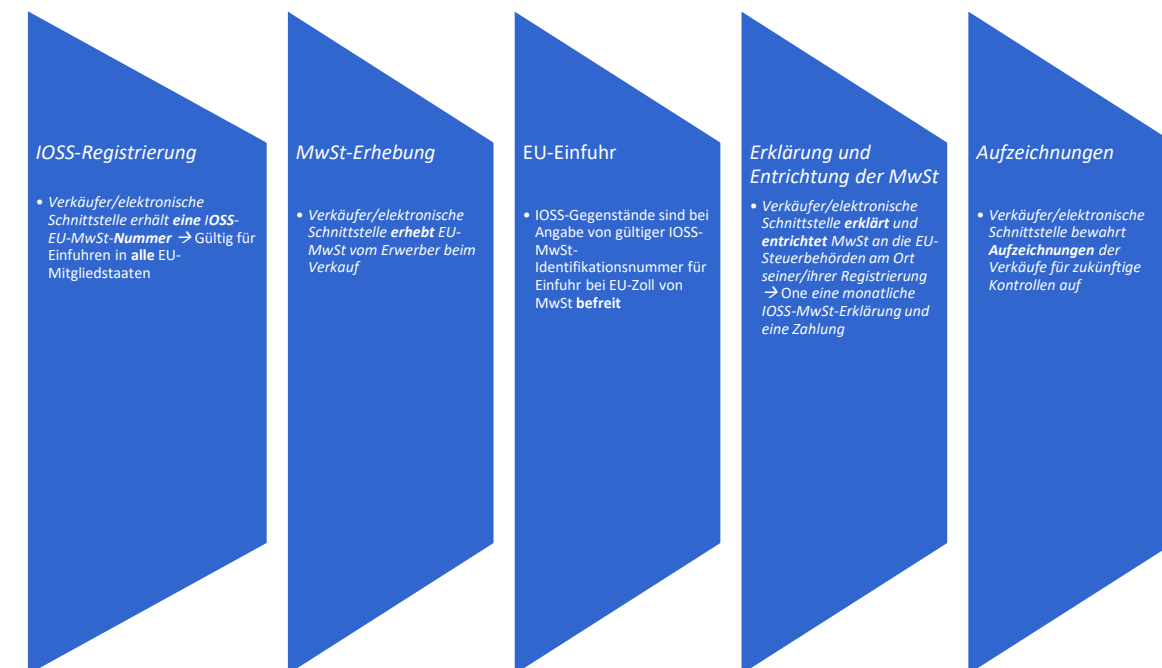 IOSS-Registrierung
• Verkäufer/elektronische
Schnittstelle erhält eine IOSS-
EU-MwSt-Nummer → Gültig für
Einfuhren in alle EU-
Mitgliedstaaten
MwSt-Erhebung
• Verkäufer/elektronische
Schnittstelle erhebt EU-
MwSt vom Erwerber beim
Verkauf
EU-Einfuhr
• IOSS-Gegenstände sind bei
Angabe von gültiger IOSS-
MwSt-
Identifikationsnummer für
Einfuhr bei EU-Zoll von
MwSt befreit
Erklärung und
Entrichtung der MwSt
• Verkäufer/elektronische
Schnittstelle erklärt und
entrichtet MwSt an die EU-
Steuerbehörden am Ort
seiner/ihrer Registrierung
→ One eine monatliche
IOSS-MwSt-Erklärung und
eine Zahlung
Aufzeichnungen
• Verkäufer/elektronische
Schnittstelle bewahrt
Aufzeichnungen der
Verkäufe für zukünftige
Kontrollen auf